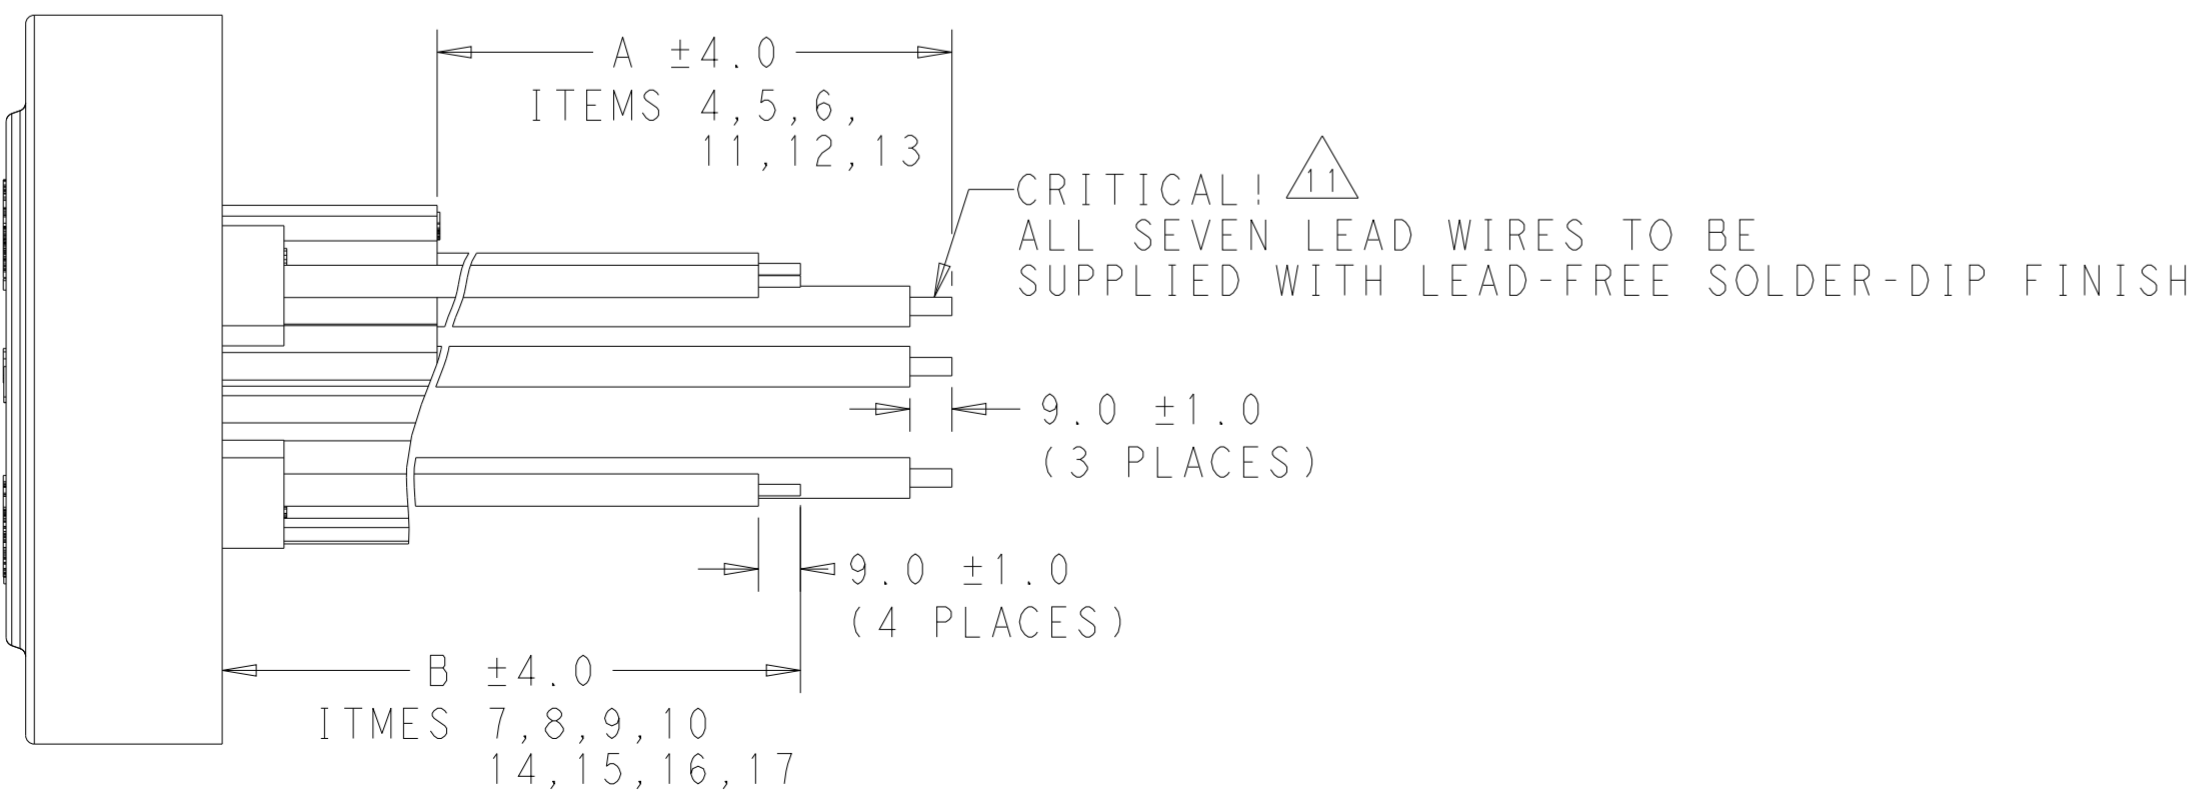 A ±4.0
ITEMS 4,5,6,
11,12,13
CRITICAL! 11
ALL SEVEN LEAD WIRES TO BE
SUPPLIED WITH LEAD-FREE SOLDER-DIP FINISH
9.0 ±1.0
(3 PLACES)
9.0 ±1.0
(4 PLACES)
B ±4.0
ITMES 7,8,9,10
14,15,16,17